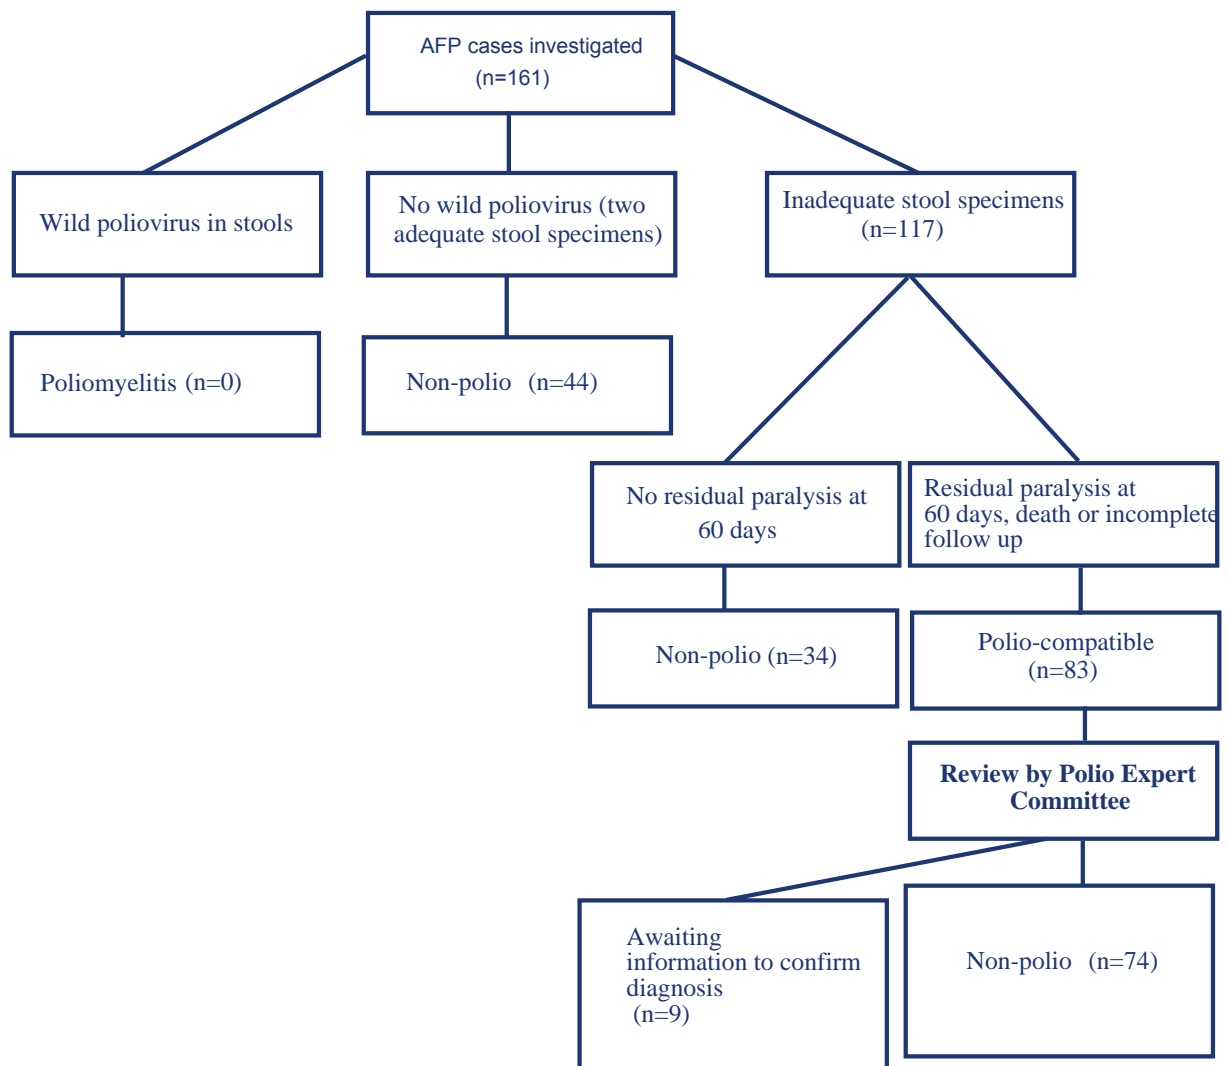 AFP cases investigated
(n=161)
Wild poliovirus in stools
No wild poliovirus (two
adequate stool specimens)
Inadequate stool specimens
(n=117)
Poliomyelitis (n=0)
Non-polio (n=44)
No residual paralysis at
60 days
Residual paralysis at
60 days, death or incomplete
follow up
Non-polio (n=34)
Polio-compatible
(n=83)
Review by Polio Expert
Committee
Awaiting
information to confirm
diagnosis
(n=9)
Non-polio (n=74)